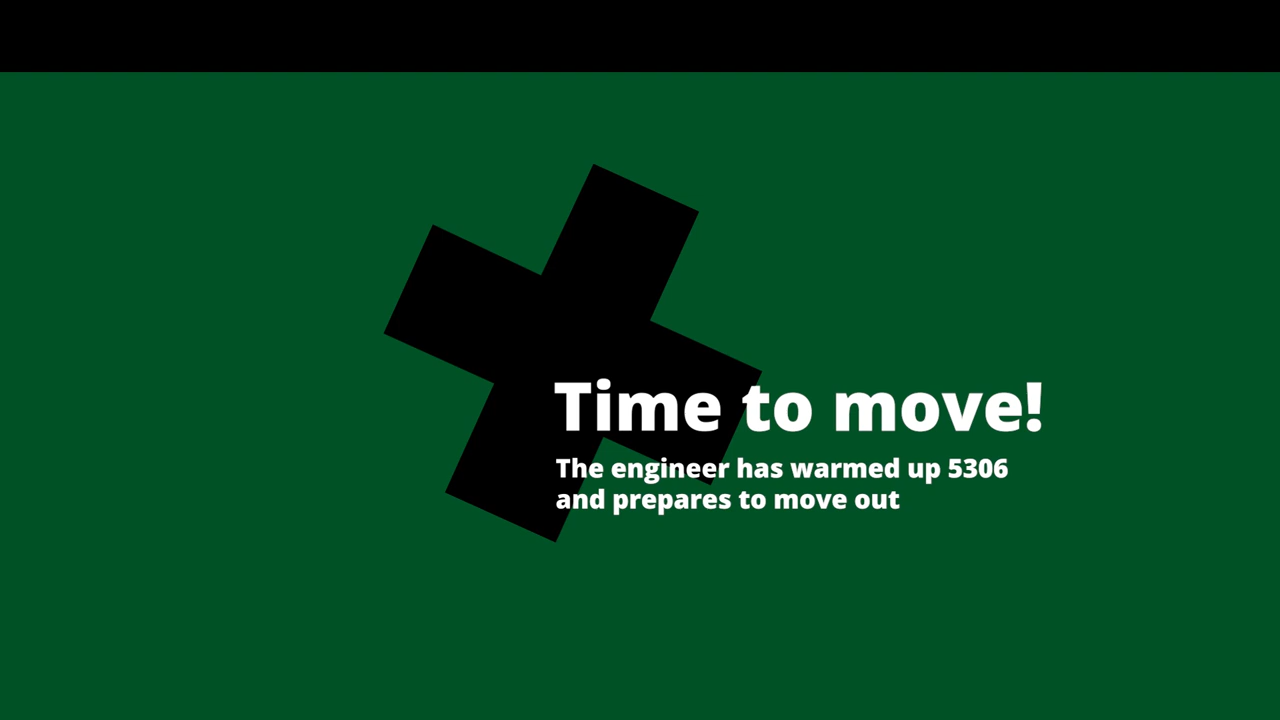 Time to move!
The engineer has warmed up 5306
and prepares to move out